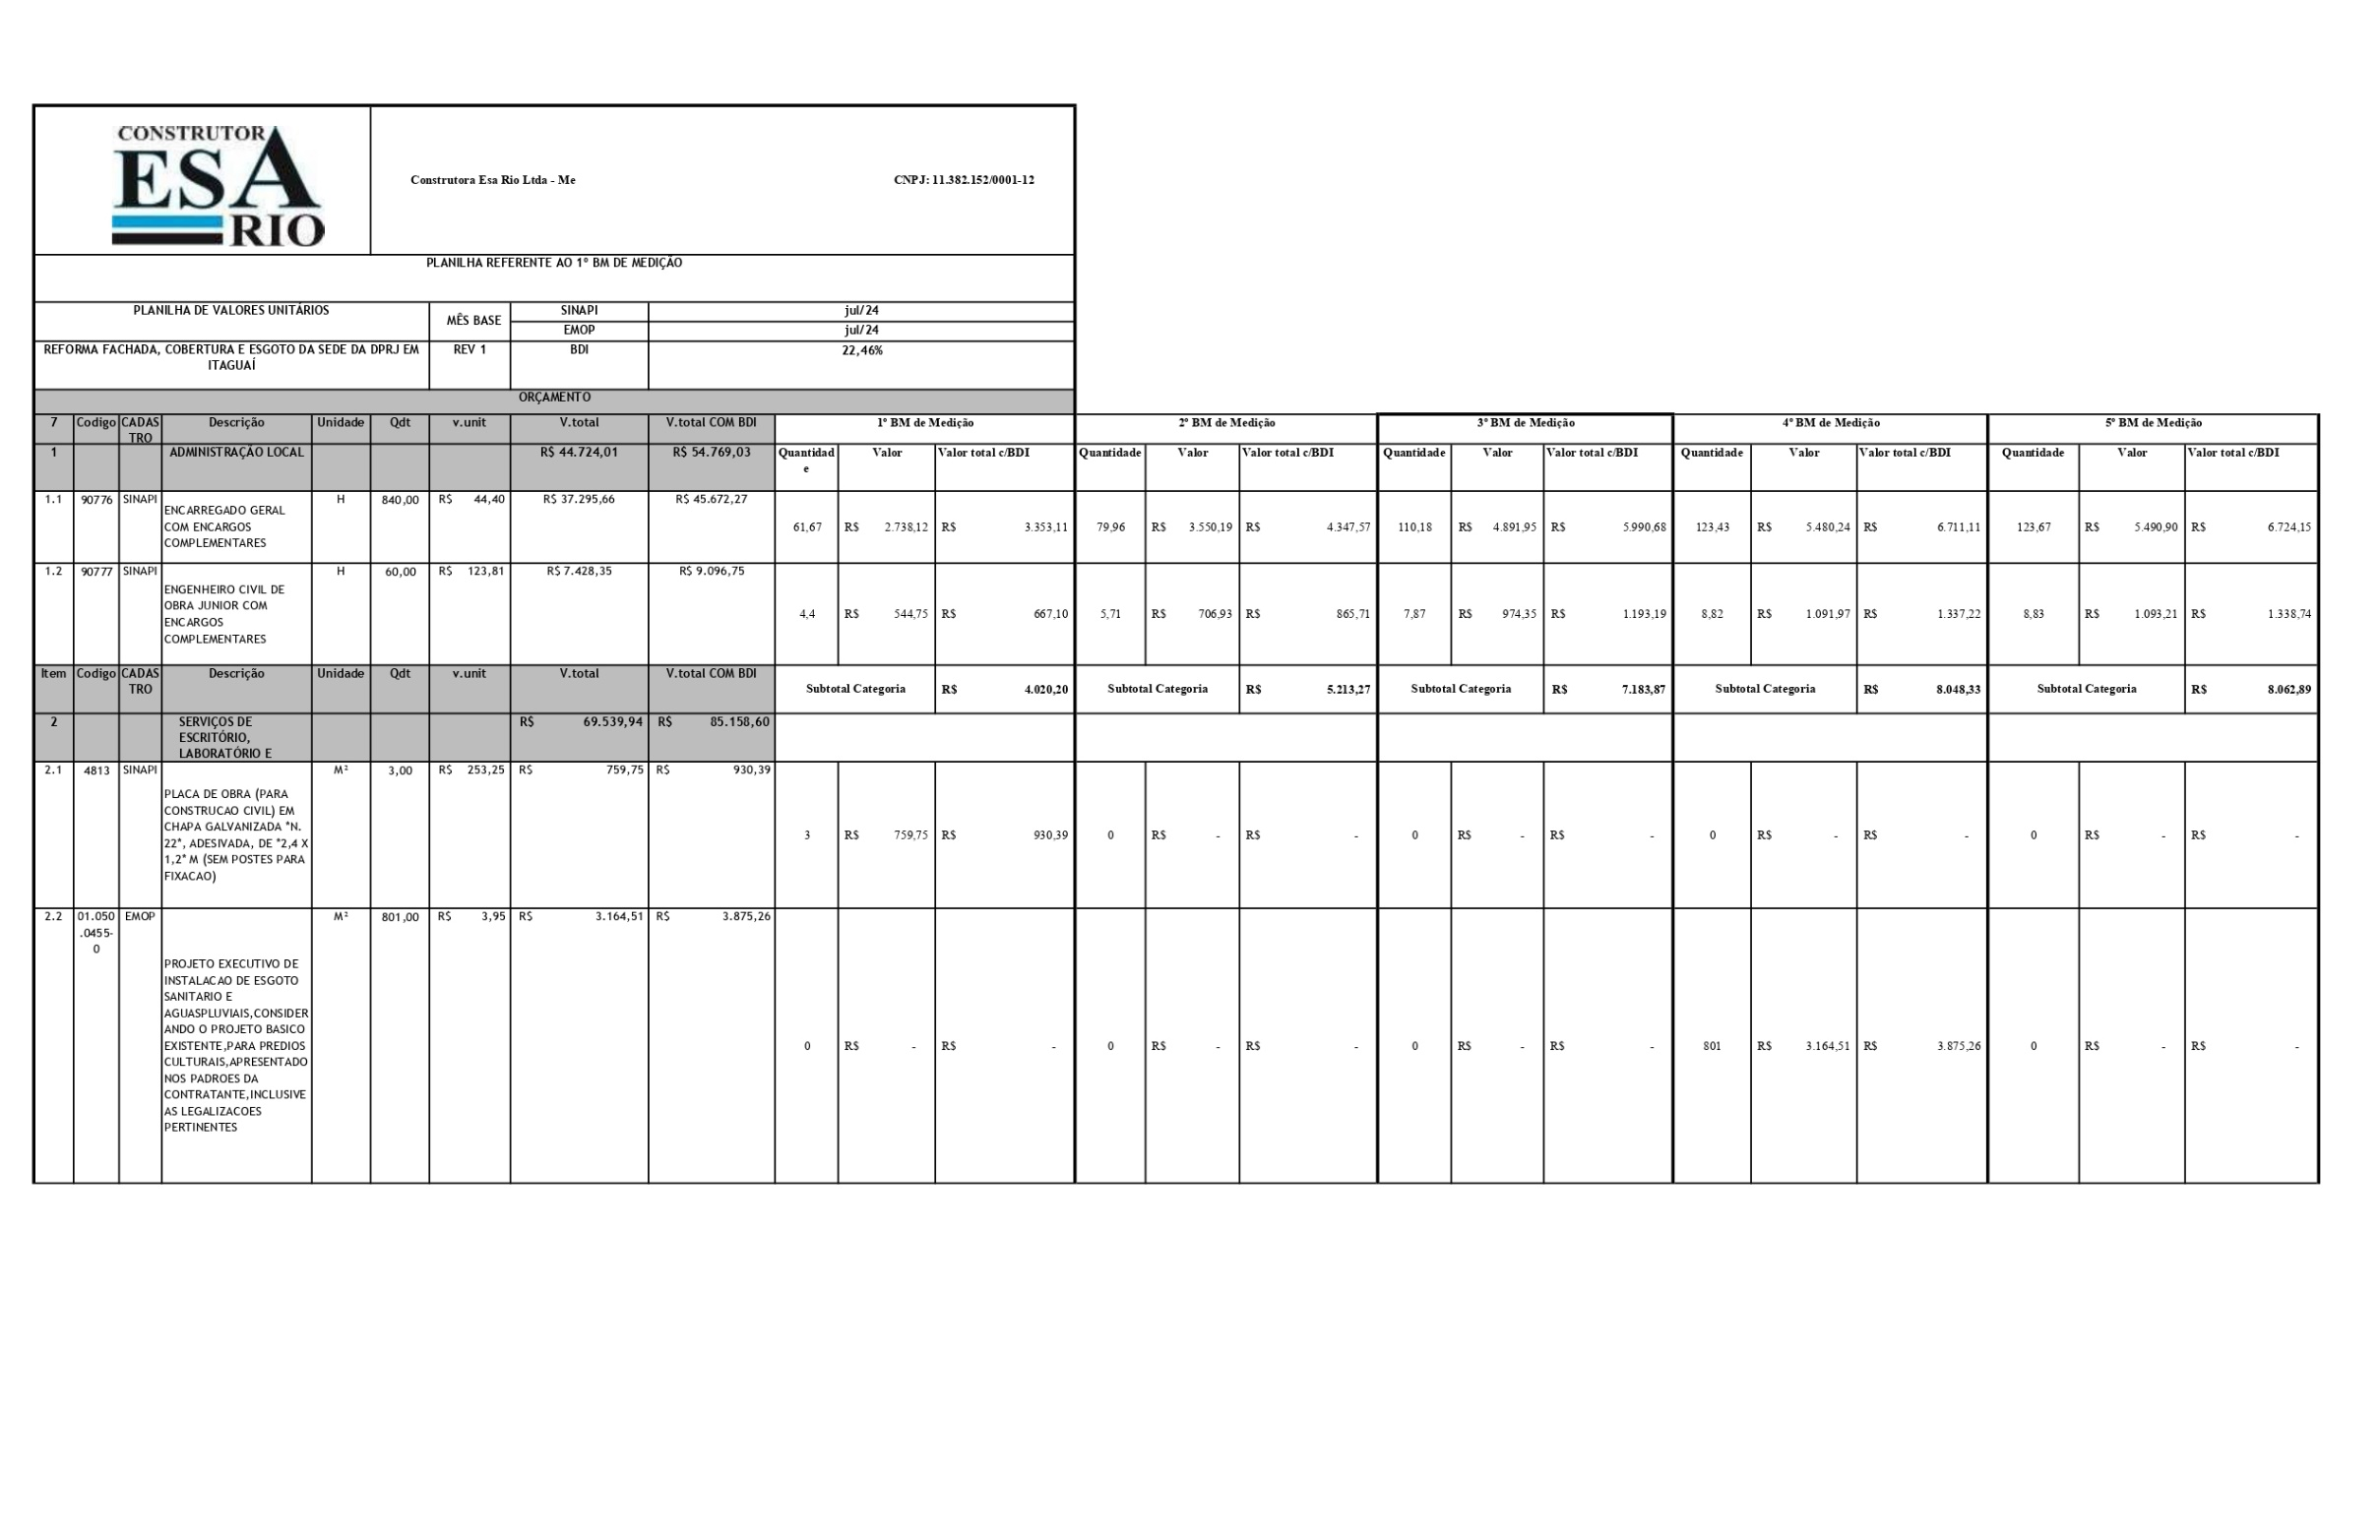 CONSTRUTOR
ESA
RIO
Construtora Esa Rio Ltda - Me CNPJ: 11.382.152/0001-12
PLANILHA REFERENTE AO 1º BM DE MEDIÇÃO
PLANILHA DE VALORES UNITÁRIOS MÊS BASE SINAPI jul/24
EMOP jul/24
REFORMA FACHADA, COBERTURA E ESGOTO DA SEDE DA DPRJ EM
ITAGUAÍ
REV 1 BDI 22,46%
ORÇAMENTO
7 Codigo CADAS
TRO
Descrição Unidade Qdt v.unit V.total V.total COM BDI 1º BM de Medição 2º BM de Medição 3º BM de Medição 4º BM de Medição 5º BM de Medição
1 ADMINISTRAÇÃO LOCAL R$ 44.724,01 R$ 54.769,03 Quantidad
e
Valor Valor total c/BDI Quantidade Valor Valor total c/BDI Quantidade Valor Valor total c/BDI Quantidade Valor Valor total c/BDI Quantidade Valor Valor total c/BDI
1.1 90776 SINAPI
ENCARREGADO GERAL
COM ENCARGOS
COMPLEMENTARES
H 840,00 R$ 44,40 R$ 37.295,66 R$ 45.672,27
61,67 R$ 2.738,12 R$ 3.353,11 79,96 R$ 3.550,19 R$ 4.347,57 110,18 R$ 4.891,95 R$ 5.990,68 123,43 R$ 5.480,24 R$ 6.711,11 123,67 R$ 5.490,90 R$ 6.724,15
1.2 90777 SINAPI
ENGENHEIRO CIVIL DE
OBRA JUNIOR COM
ENCARGOS
COMPLEMENTARES
H 60,00 R$ 123,81 R$ 7.428,35 R$ 9.096,75
4,4 R$ 544,75 R$ 667,10 5,71 R$ 706,93 R$ 865,71 7,87 R$ 974,35 R$ 1.193,19 8,82 R$ 1.091,97 R$ 1.337,22 8,83 R$ 1.093,21 R$ 1.338,74
Item Codigo CADAS
TRO
Descrição Unidade Qdt v.unit V.total V.total COM BDI
Subtotal Categoria R$ 4.020,20 Subtotal Categoria R$ 5.213,27 Subtotal Categoria R$ 7.183,87 Subtotal Categoria R$ 8.048,33 Subtotal Categoria R$ 8.062,89
2 SERVIÇOS DE
ESCRITÓRIO,
LABORATÓRIO E
R$ 69.539,94 R$ 85.158,60
2.1 4813 SINAPI
PLACA DE OBRA (PARA
CONSTRUCAO CIVIL) EM
CHAPA GALVANIZADA *N.
22*, ADESIVADA, DE *2,4 X
1,2* M (SEM POSTES PARA
FIXACAO)
M² 3,00 R$ 253,25 R$ 759,75 R$ 930,39
3 R$ 759,75 R$ 930,39 0 R$ - R$ - 0 R$ - R$ - 0 R$ - R$ - 0 R$ - R$ -
2.2 01.050
.0455-
0
EMOP
PROJETO EXECUTIVO DE
INSTALACAO DE ESGOTO
SANITARIO E
AGUASPLUVIAIS,CONSIDER
ANDO O PROJETO BASICO
EXISTENTE,PARA PREDIOS
CULTURAIS,APRESENTADO
NOS PADROES DA
CONTRATANTE,INCLUSIVE
AS LEGALIZACOES
PERTINENTES
M² 801,00 R$ 3,95 R$ 3.164,51 R$ 3.875,26
0 R$ - R$ - 0 R$ - R$ - 0 R$ - R$ - 801 R$ 3.164,51 R$ 3.875,26 0 R$ - R$ -